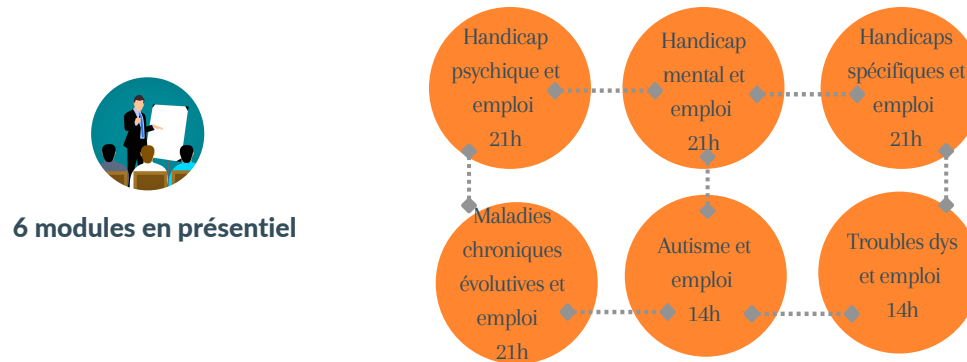 6 modules en présentiel
Handicap
psychique et
emploi
21h
Handicap
mental et
emploi
21h
Handicaps
spécifiques et
emploi
21h
Maladies
chroniques
évolutives et
emploi
21h
Autisme et
emploi
14h
Troubles dys
et emploi
14h